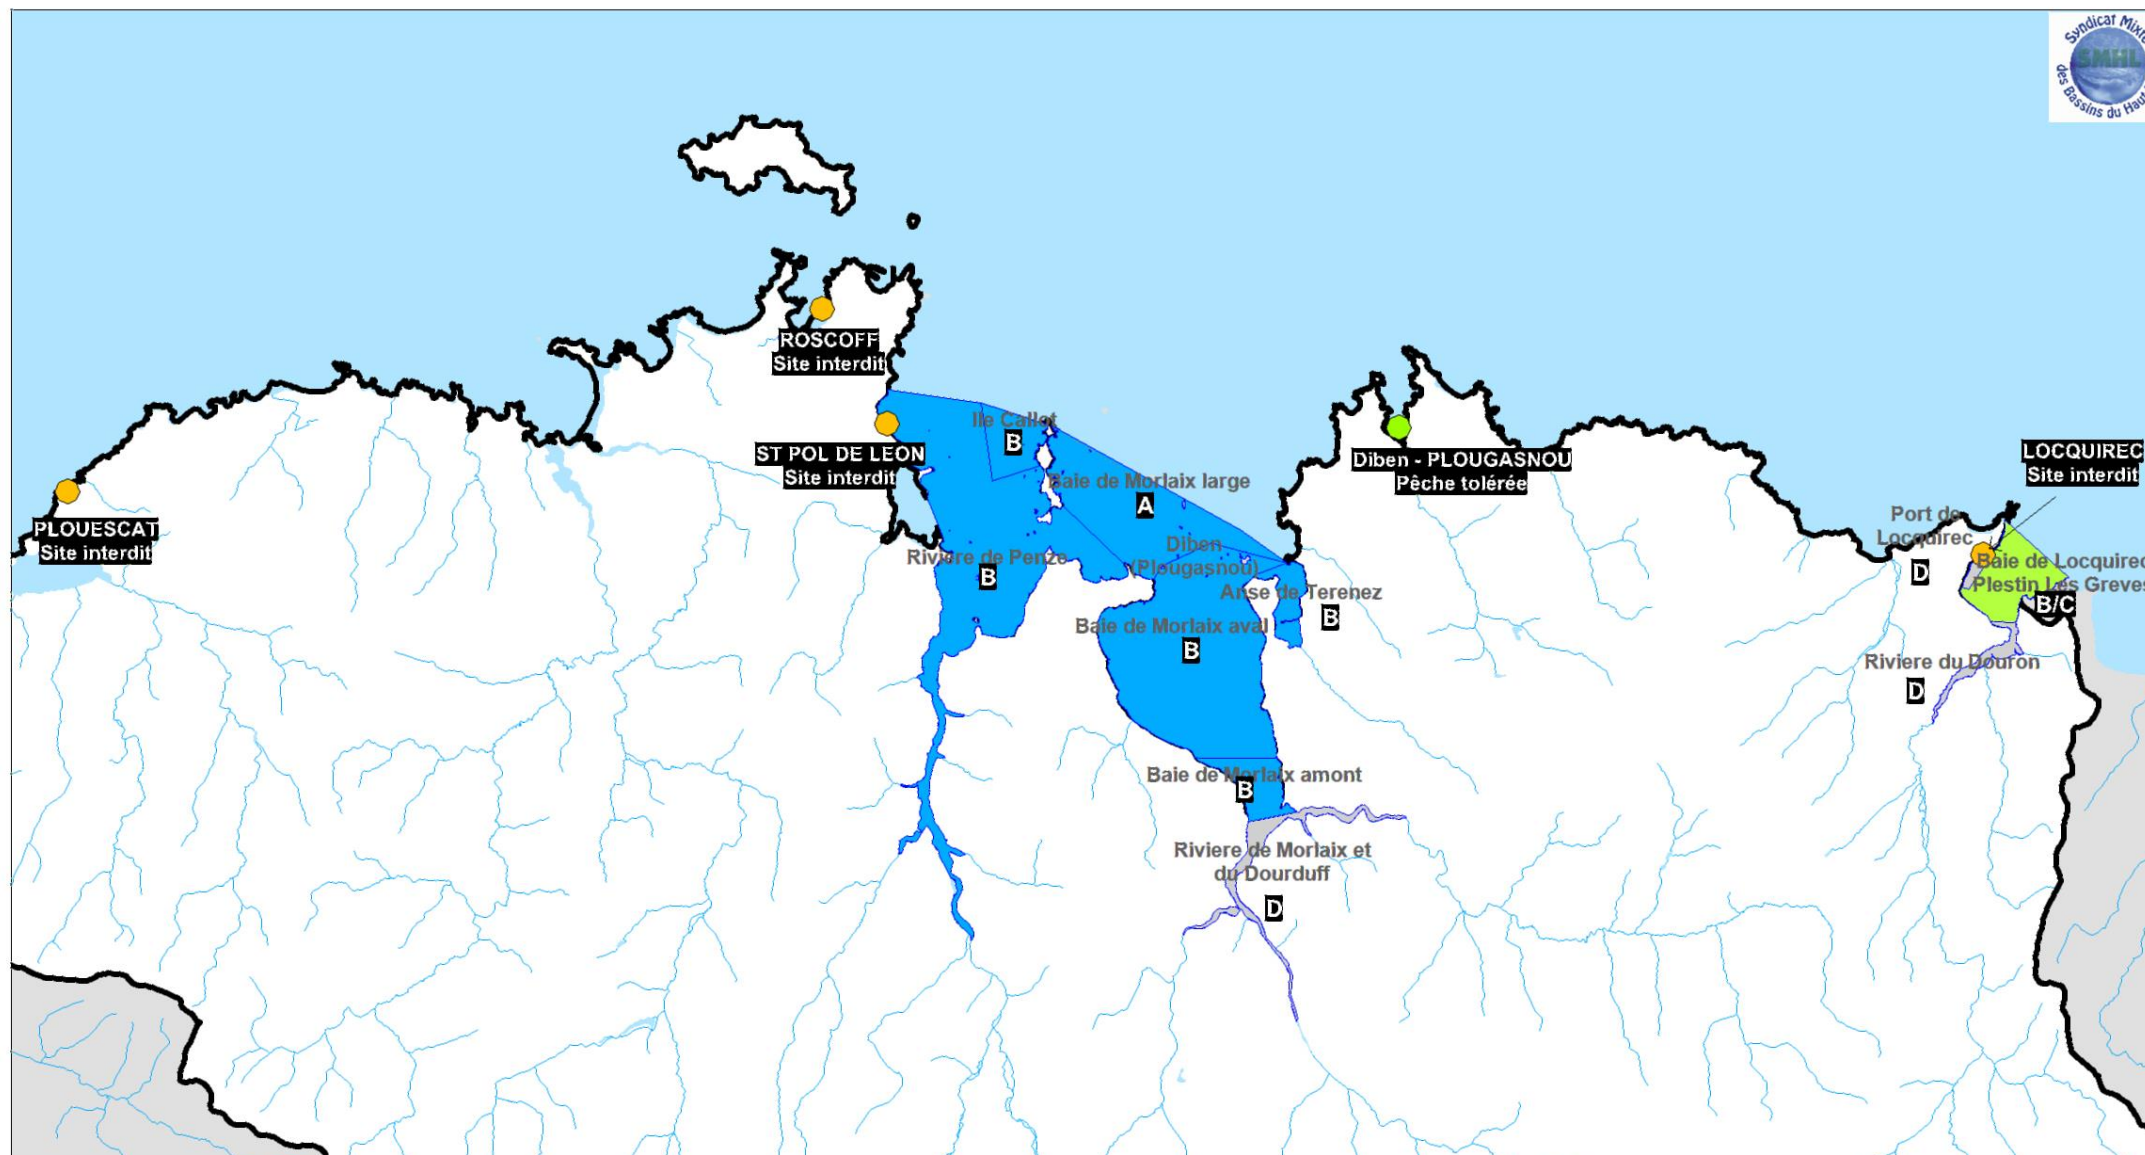 Syndicat Mixte
SMHL
des Bassins du Haut
ROSCOFF
Site interdit
Ile Callot
B
ST POL DE LEON
Site interdit
Baie de Morlaix large
A
Diben - PLOUGASNOU
Pêche tolérée
LOCQUIREC
Site interdit
PLOUESCAT
Site interdit
Port de
Locquirec
D
Riviere de Penze
B
Diben
(Plougasnou)
Anse de Terenez
B
Baie de Locquirec
Plestin Les Greves
B/C
Baie de Morlaix aval
B
Riviere du Douron
D
Baie de Morlaix amont
B
Riviere de Morlaix et
du Dourduff
D